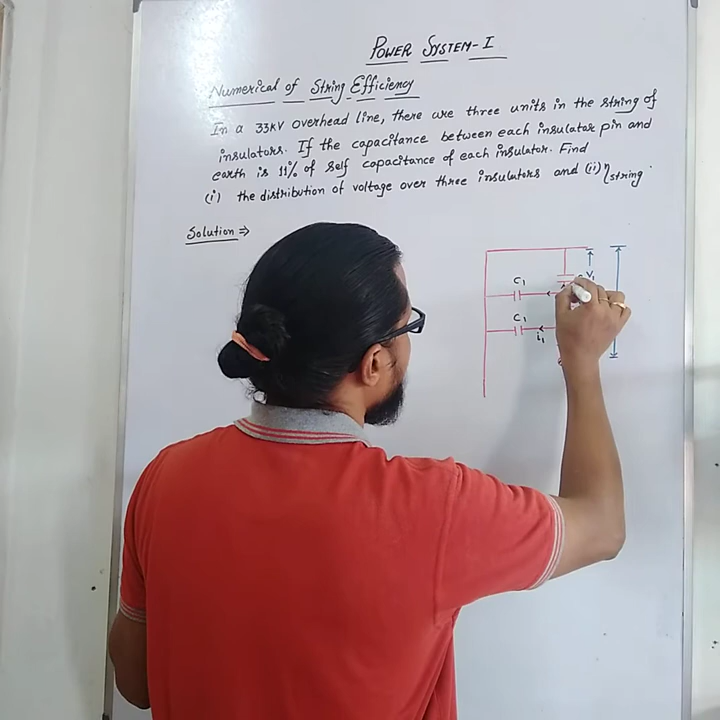 POWER SYSTEM-I
Numerical of String Efficiency
In a 33kV overhead line, there are three units in the string of
insulators. If the capacitance between each insulator pin and
earth is 11% of self capacitance of each insulator. Find
(i) the distribution of voltage over three insulators and (ii) η string.
Solution ⇒
C1
V1
C1
i1